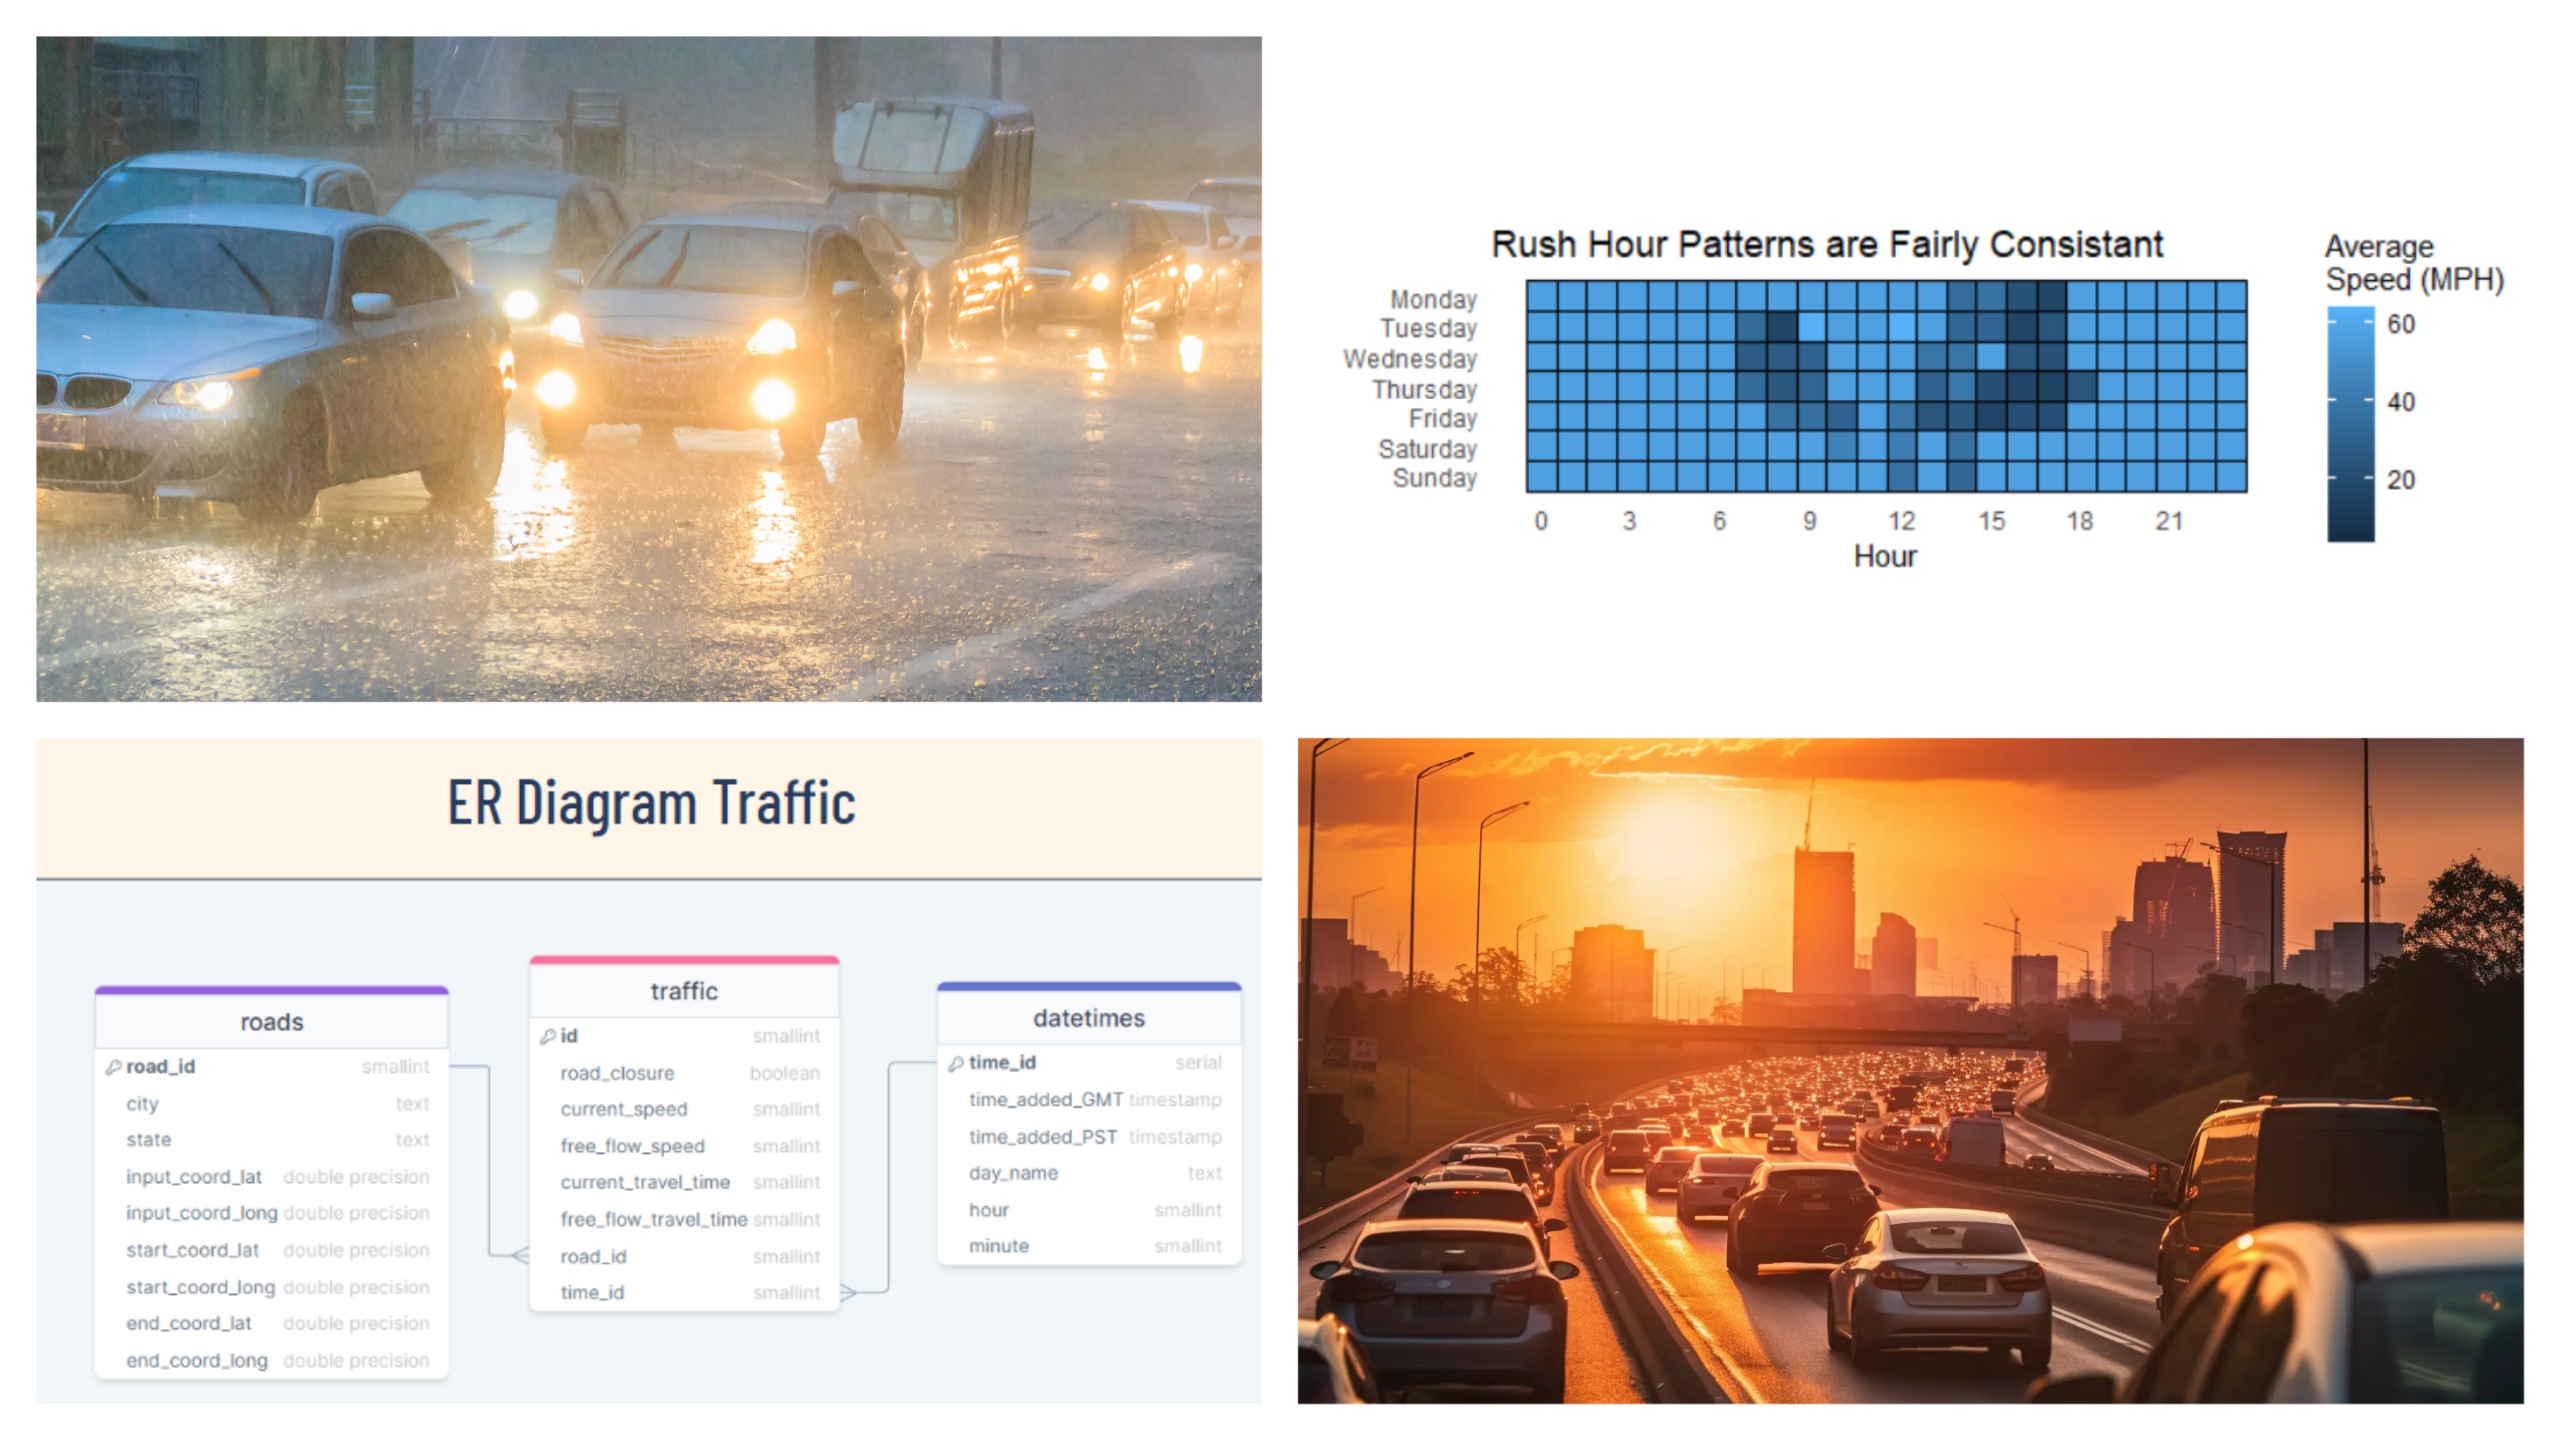 Rush Hour Patterns are Fairly Consistant
Average
Speed (MPH)
60
40
20
Monday
Tuesday
Wednesday
Thursday
Friday
Saturday
Sunday
0 3 6 9 12 15 18 21
Hour
ER Diagram Traffic
roads
road_id smallint
city text
state text
input_coord_lat double precision
input_coord_long double precision
start_coord_lat double precision
start_coord_long double precision
end_coord_lat double precision
end_coord_long double precision
traffic
id smallint
road_closure boolean
current_speed smallint
free_flow_speed smallint
current_travel_time smallint
free_flow_travel_time smallint
road_id smallint
time_id smallint
datetimes
time_id serial
time_added_GMT timestamp
time_added_PST timestamp
day_name text
hour smallint
minute smallint